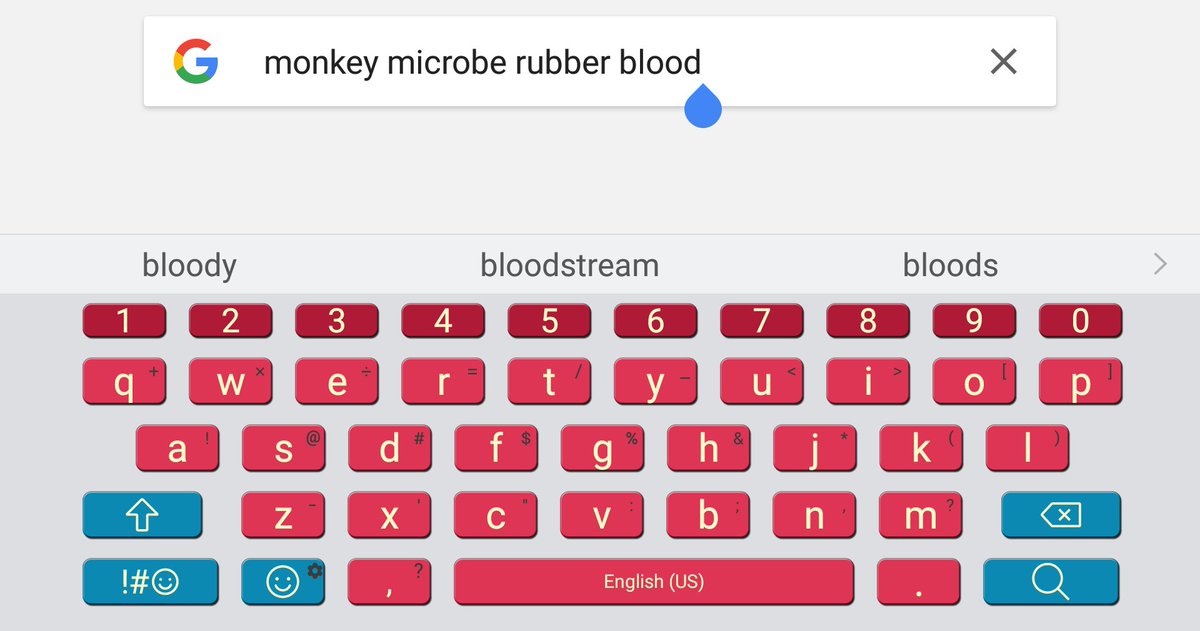 monkey microbe rubber blood
bloody bloodstream bloods
1 2 3 4 5 6 7 8 9 0
q + w × e ÷ r = t / y _ u < i > o [ p ]
a ! s @ d # f $ g % h & j * k ( l )
z - x ' c " v : b ; n , m ?
!#☺ , ? English (US) .